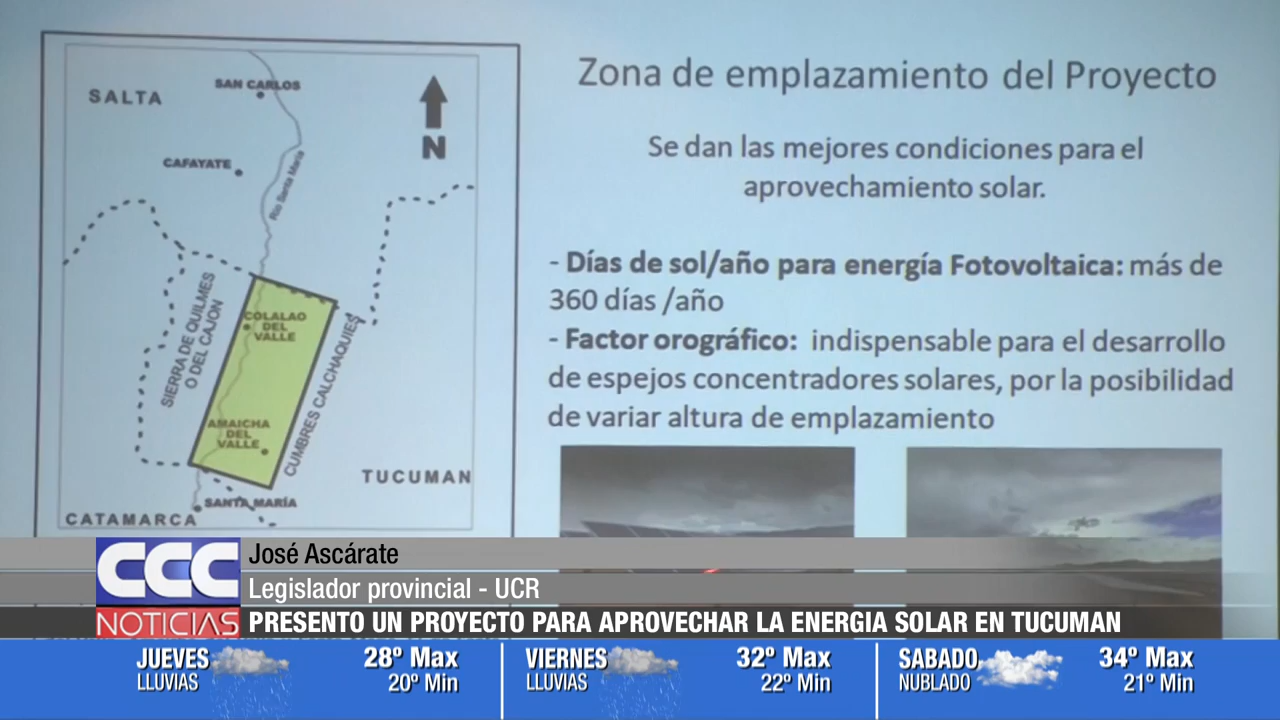 Zona de emplazamiento del Proyecto
Se dan las mejores condiciones para el
aprovechamiento solar.
- Días de sol/año para energía Fotovoltaica: más de
360 días /año
- Factor orográfico: indispensable para el desarrollo
de espejos concentradores solares, por la posibilidad
de variar altura de emplazamiento
SALTA
SAN CARLOS
N
CAFAYATE
Río Santa María
SIERRA DE QUILMES
O DEL CAJON
COLALAO
DEL
VALLE
CUMBRES CALCHAQUIES
AMAICHA
DEL
VALLE
TUCUMAN
SANTA MARÍA
CATAMARCA
CCC
NOTICIAS
José Ascárate
Legislador provincial - UCR
PRESENTO UN PROYECTO PARA APROVECHAR LA ENERGIA SOLAR EN TUCUMAN
JUEVES
LLUVIAS
28º Max
20º Min
VIERNES
LLUVIAS
32º Max
22º Min
SABADO
NUBLADO
34º Max
21º Min